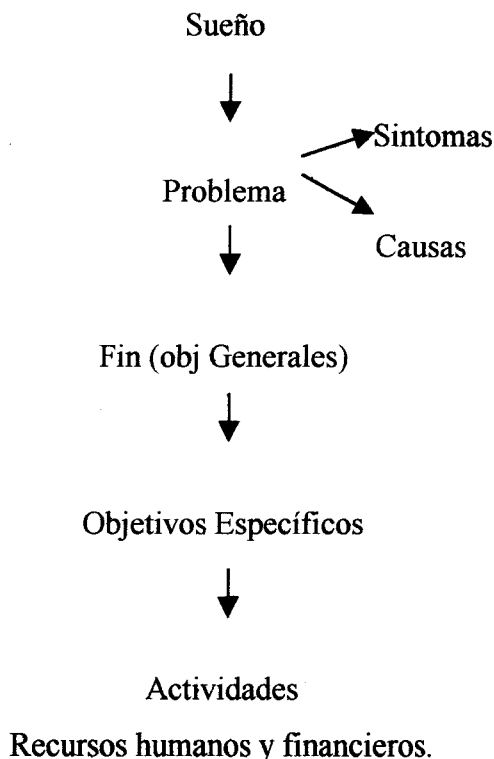 Sueño
Sintomas
Problema
Causas
Fin (obj Generales)
Objetivos Específicos
Actividades
Recursos humanos y financieros.